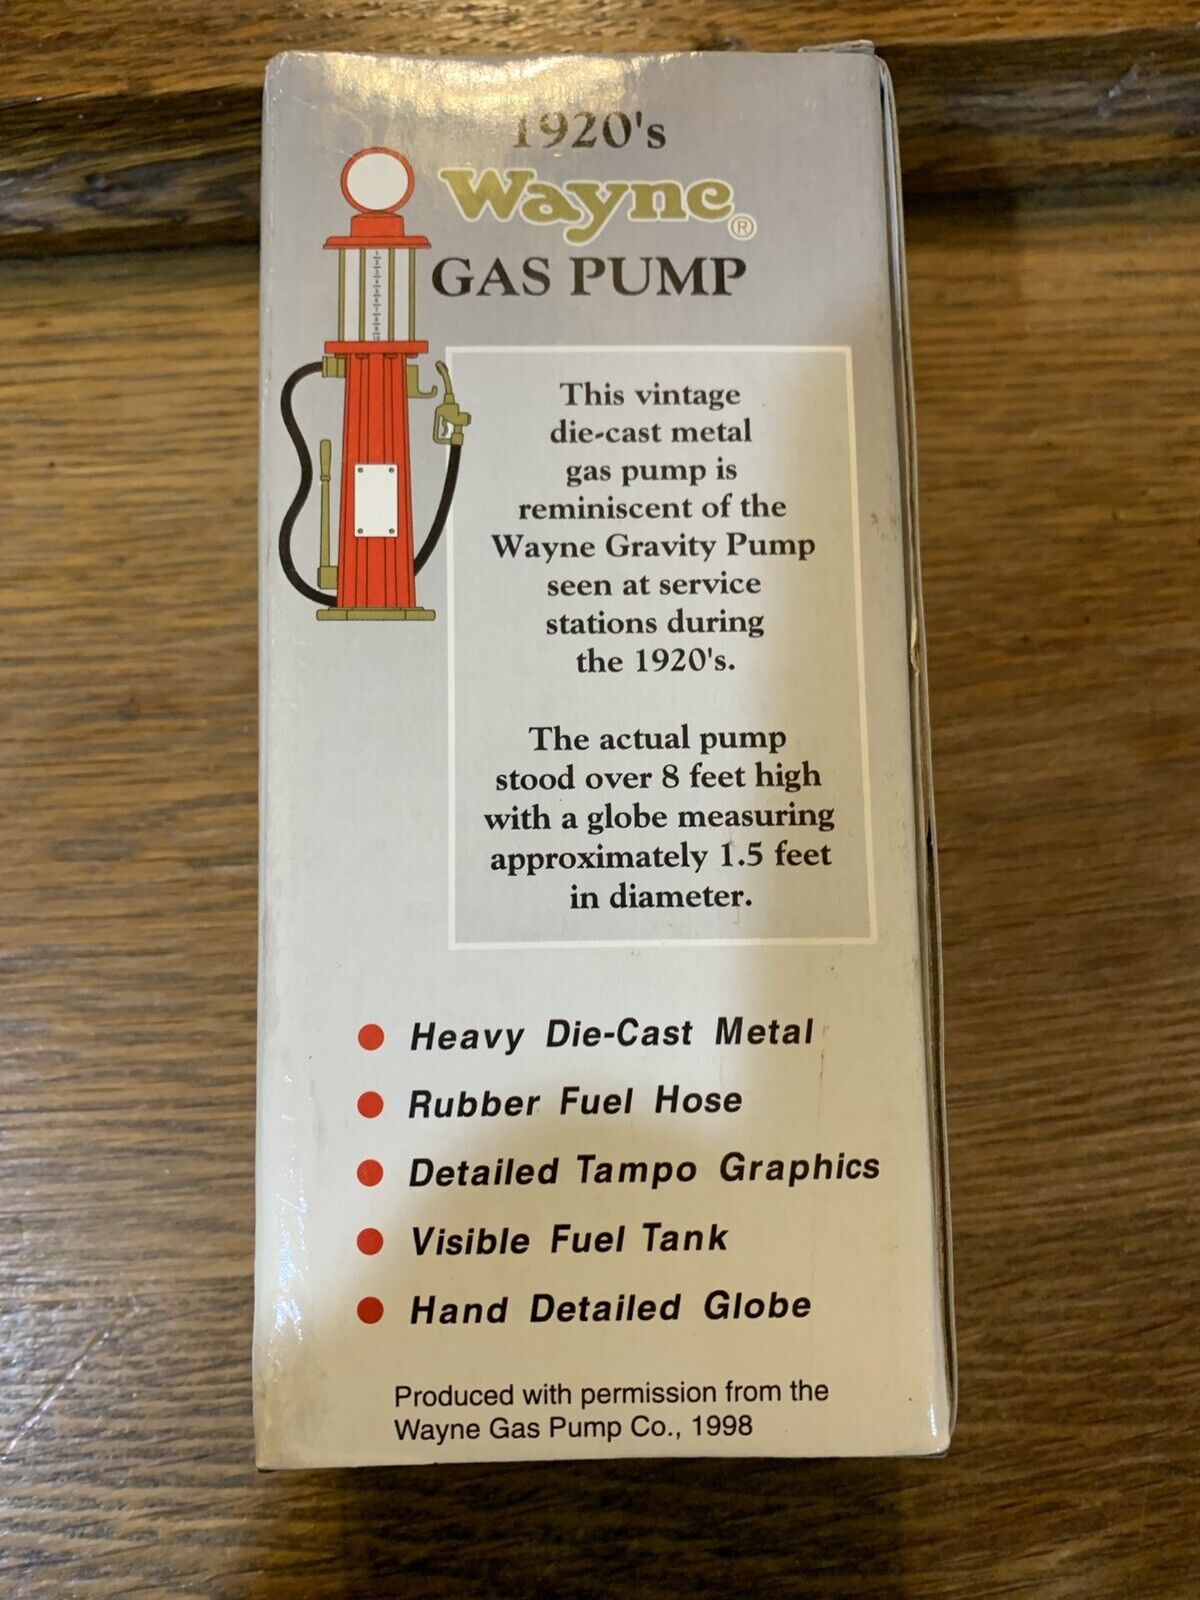 1920's
Wayne®
GAS PUMP
This vintage
die-cast metal
gas pump is
reminiscent of the
Wayne Gravity Pump
seen at service
stations during
the 1920's.
The actual pump
stood over 8 feet high
with a globe measuring
approximately 1.5 feet
in diameter.
Heavy Die-Cast Metal
Rubber Fuel Hose
Detailed Tampo Graphics
Visible Fuel Tank
Hand Detailed Globe
Produced with permission from the
Wayne Gas Pump Co., 1998